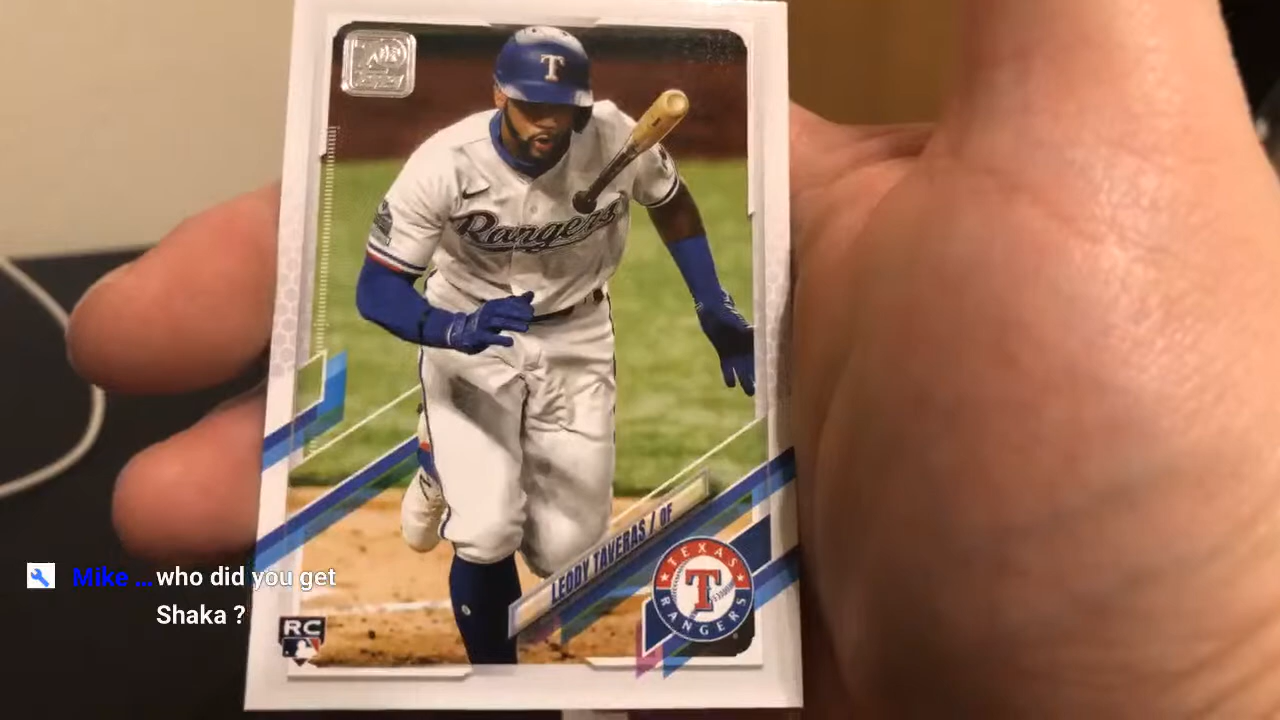 T
Rangers
LEODY TAVERAS / OF
TEXAS
T
RANGERS
RC
Mike ... who did you get
Shaka ?